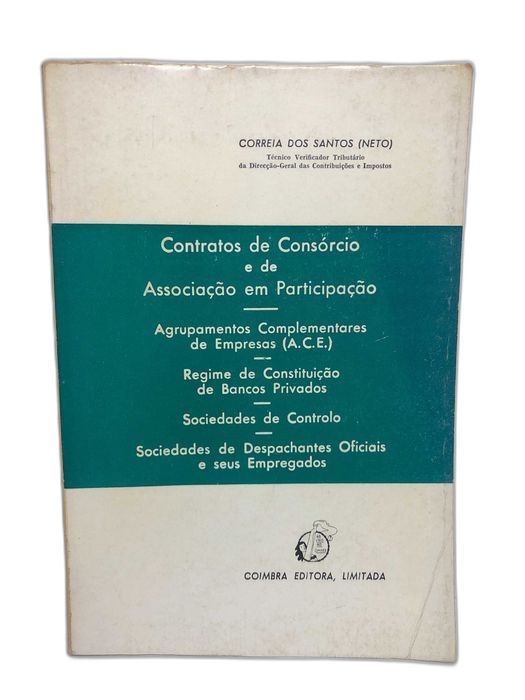 CORREIA DOS SANTOS (NETO)
Técnico Verificador Tributário
da Direcção-Geral das Contribuições e Impostos
Contratos de Consórcio
e de
Associação em Participação
Agrupamentos Complementares
de Empresas (A.C.E.)
Regime de Constituição
de Bancos Privados
Sociedades de Controlo
Sociedades de Despachantes Oficiais
e seus Empregados
COIMBRA EDITORA, LIMITADA